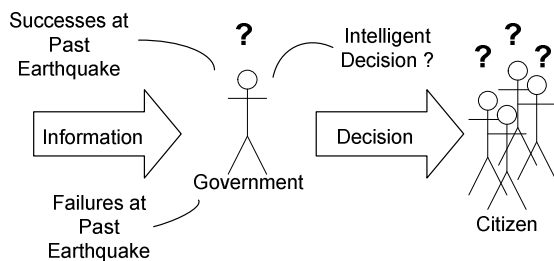 Successes at
Past
Earthquake
?
Intelligent
Decision ?
? ? ?
Information
Decision
Government
Failures at
Past
Earthquake
Citizen